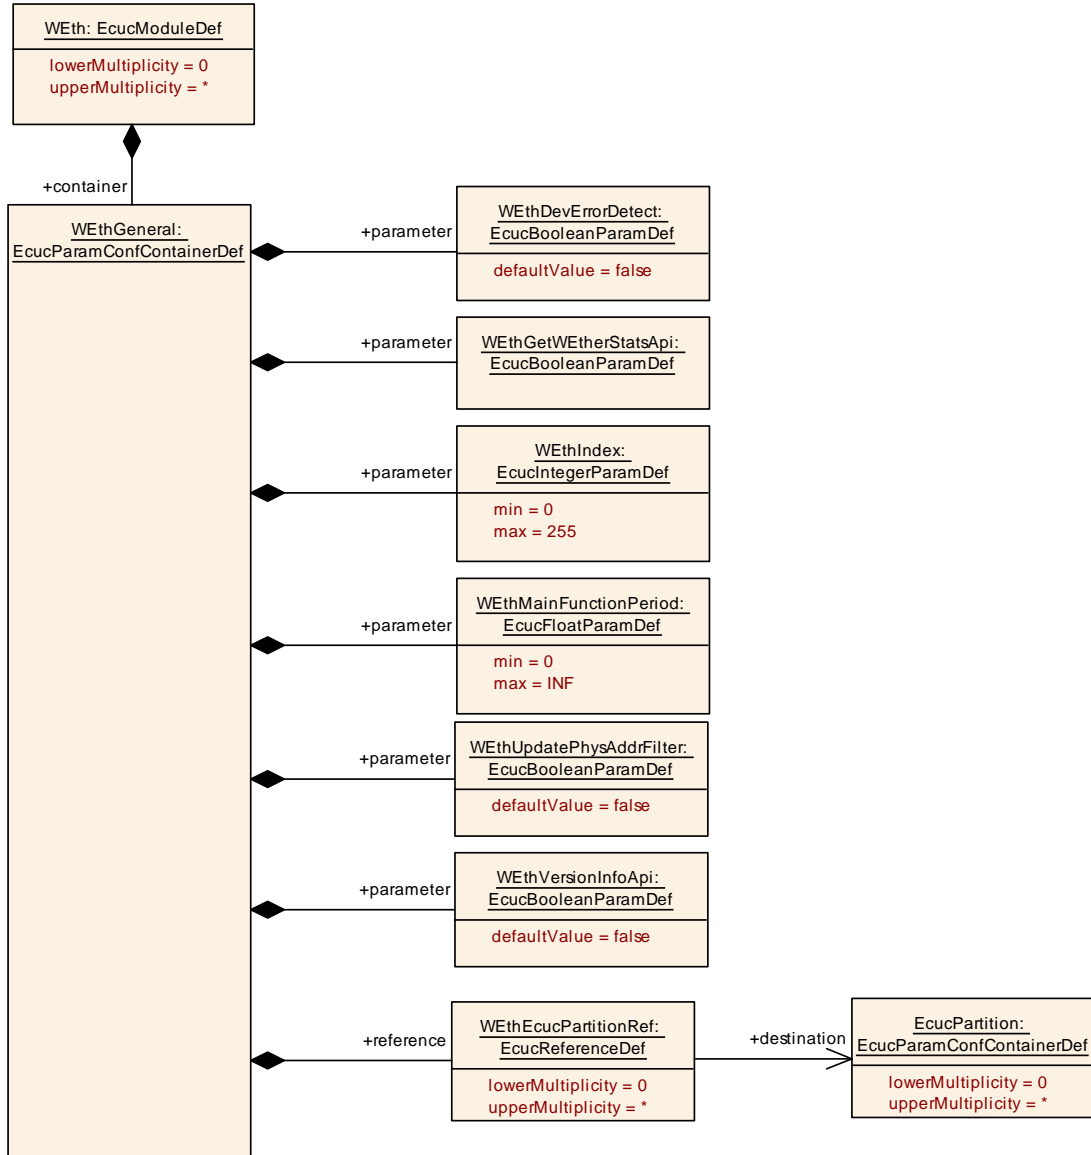 WEth: EcucModuleDef
lowerMultiplicity = 0
upperMultiplicity = *
+container
WEthGeneral:
EcucParamConfContainerDef
+parameter
WEthDevErrorDetect:
EcucBooleanParamDef
defaultValue = false
+parameter
WEthGetWEtherStatsApi:
EcucBooleanParamDef
+parameter
WEthIndex:
EcucIntegerParamDef
min = 0
max = 255
+parameter
WEthMainFunctionPeriod:
EcucFloatParamDef
min = 0
max = INF
+parameter
WEthUpdatePhysAddrFilter:
EcucBooleanParamDef
defaultValue = false
+parameter
WEthVersionInfoApi:
EcucBooleanParamDef
defaultValue = false
+reference
WEthEcucPartitionRef:
EcucReferenceDef
lowerMultiplicity = 0
upperMultiplicity = *
+destination
EcucPartition:
EcucParamConfContainerDef
lowerMultiplicity = 0
upperMultiplicity = *